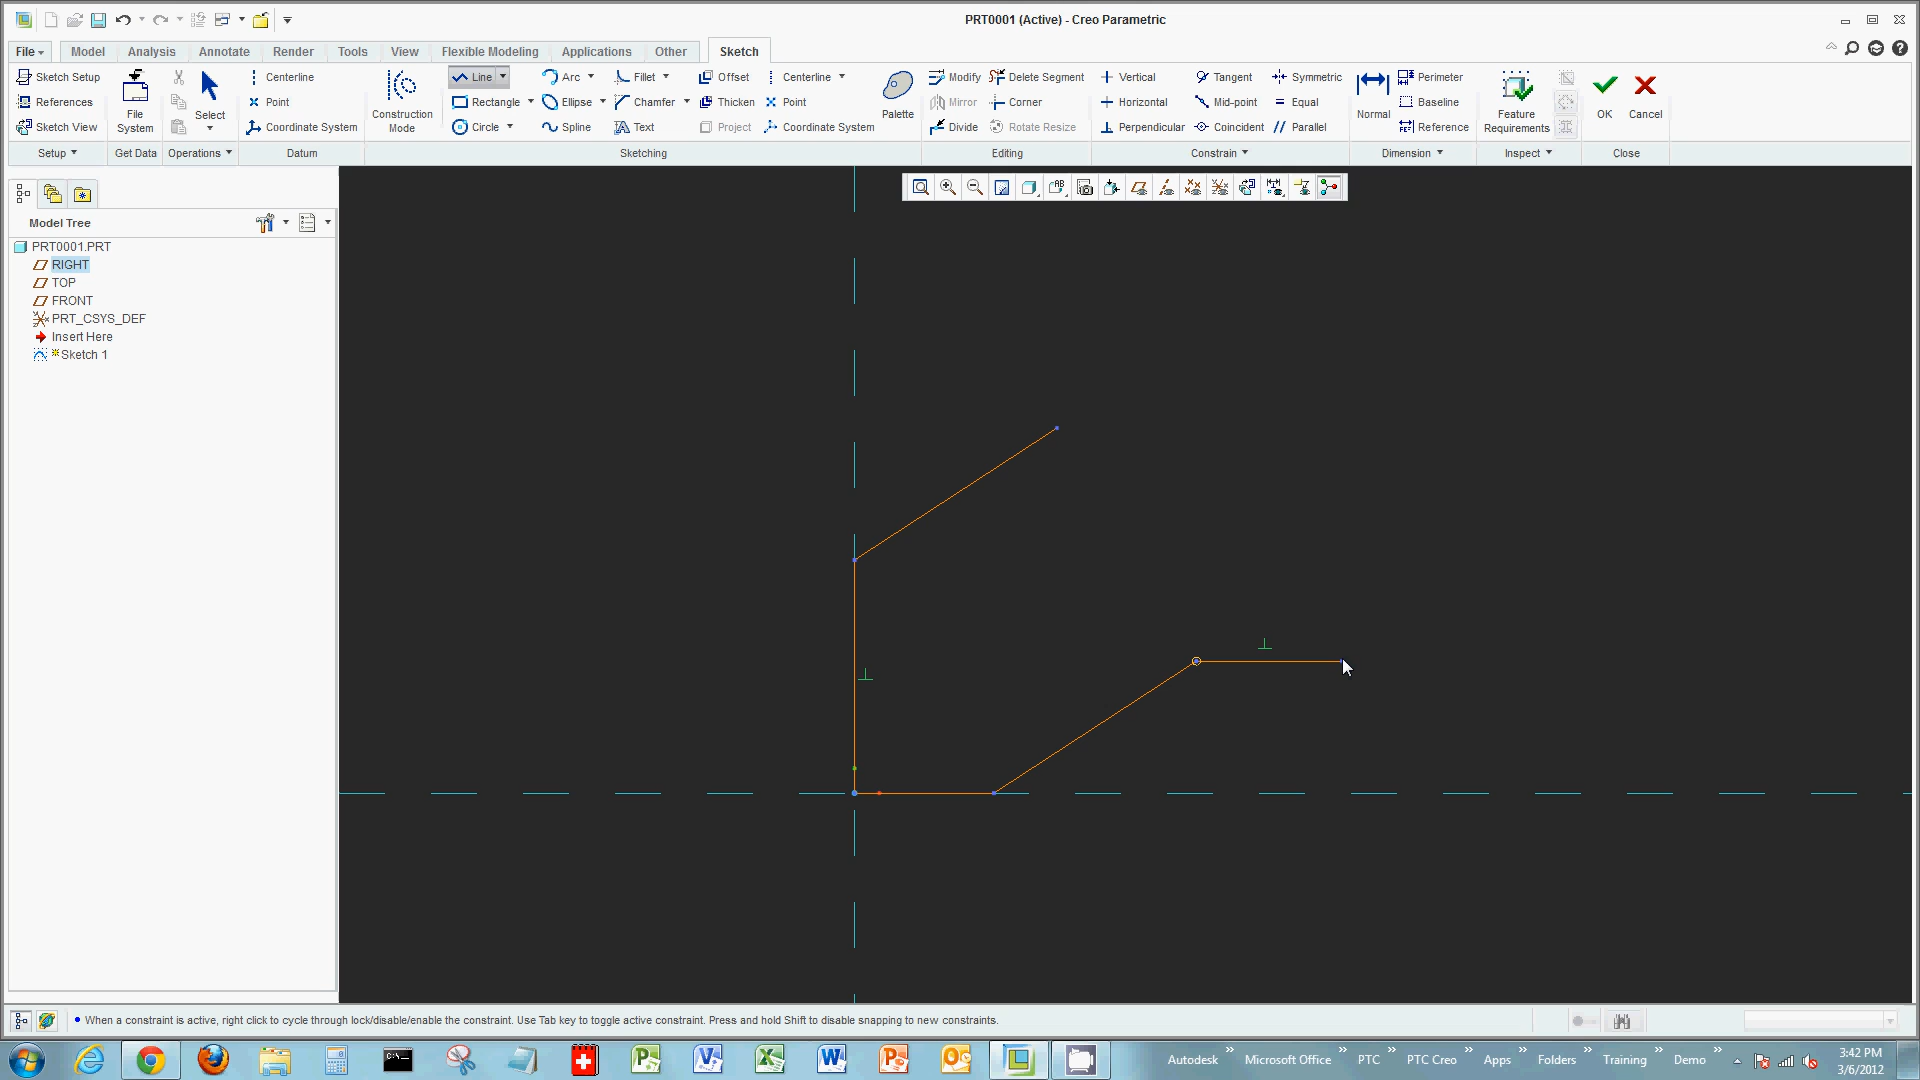 PRT0001 (Active) - Creo Parametric
File Model Analysis Annotate Render Tools View Flexible Modeling Applications Other Sketch
Sketch Setup Centerline Line Arc Fillet Offset Centerline Modify Delete Segment Vertical Tangent Symmetric Perimeter
References Point Rectangle Ellipse Chamfer Thicken Point Mirror Corner Horizontal Mid-point Equal Baseline
Sketch View Coordinate System Circle Spline Text Project Coordinate System Divide Rotate Resize Perpendicular Coincident Parallel Reference
File System
Select
Construction Mode
Palette
Normal
Feature Requirements
OK
Cancel
Setup Get Data Operations Datum Sketching Editing Constrain Dimension Inspect Close
Model Tree
PRT0001.PRT
RIGHT
TOP
FRONT
PRT_CSYS_DEF
Insert Here
Sketch 1
When a constraint is active, right click to cycle through lock/disable/enable the constraint. Use Tab key to toggle active constraint. Press and hold Shift to disable snapping to new constraints.
Autodesk Microsoft Office PTC PTC Creo Apps Folders Training Demo
3:42 PM
3/6/2012